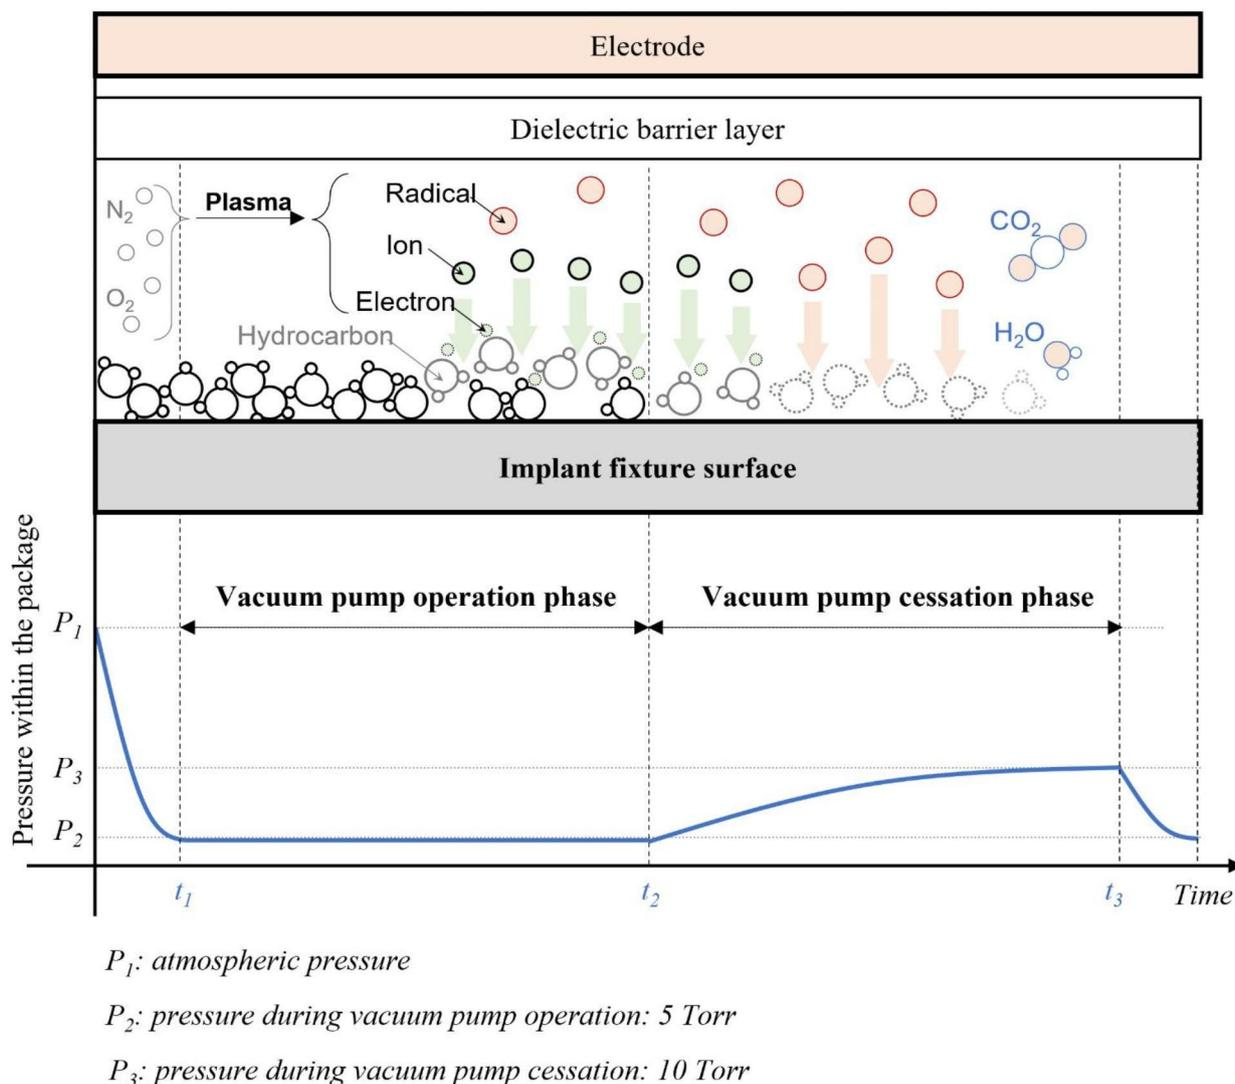 Electrode
Dielectric barrier layer
N2
O2
Plasma
Radical
Ion
Electron
Hydrocarbon
CO2
H2O
Implant fixture surface
Pressure within the package
Vacuum pump operation phase
Vacuum pump cessation phase
P1
P3
P2
t1
t2
t3
Time
P1: atmospheric pressure
P2: pressure during vacuum pump operation: 5 Torr
P3: pressure during vacuum pump cessation: 10 Torr